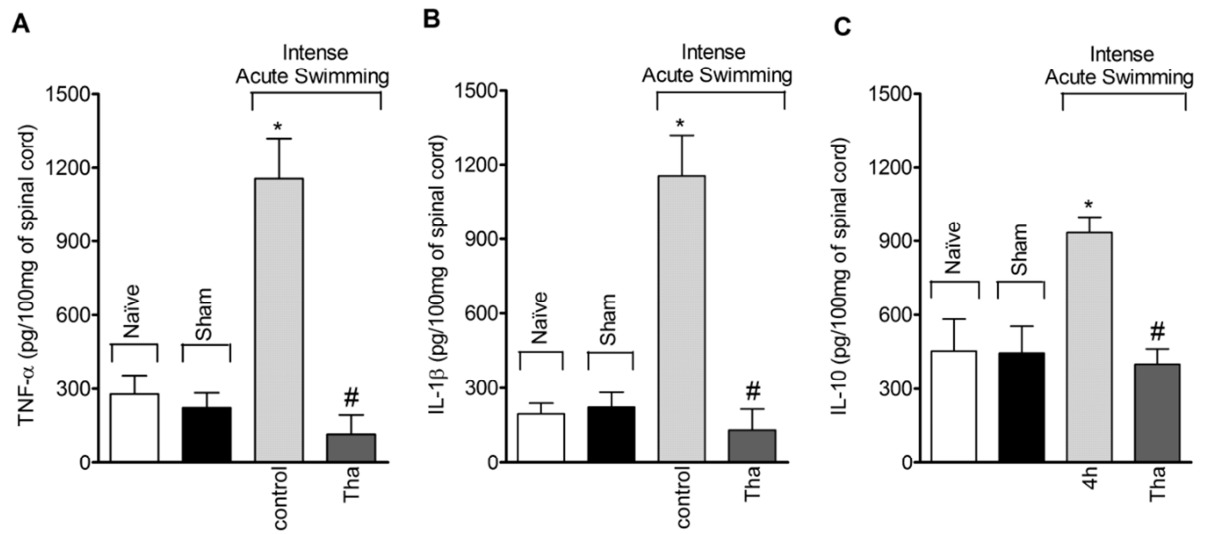 A
Intense
Acute Swimming
TNF-α (pg/100mg of spinal cord)
1500
1200
900
600
300
0
Naïve
Sham
*
#
control
Tha
B
Intense
Acute Swimming
IL-1β (pg/100mg of spinal cord)
1500
1200
900
600
300
0
Naïve
Sham
*
#
control
Tha
C
Intense
Acute Swimming
IL-10 (pg/100mg of spinal cord)
1500
1200
900
600
300
0
Naïve
Sham
*
#
4h
Tha